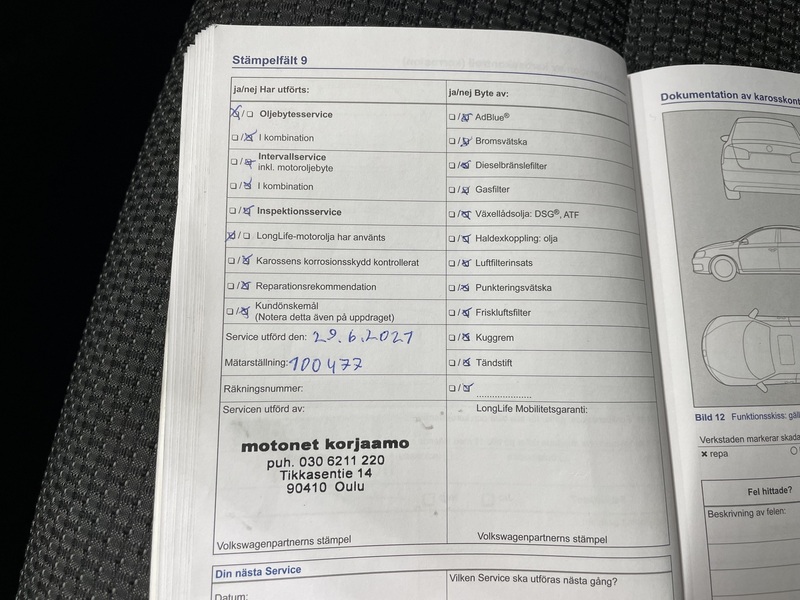 Stämpelfält 9
ja/nej Har utförts:
☒/☐ Oljebytesservice
☐/☒ I kombination
☐/☒ Intervallservice
inkl. motoroljebyte
☐/☒ I kombination
☐/☒ Inspektionsservice
☒/☐ LongLife-motorolja har använts
☐/☒ Karossens korrosionsskydd kontrollerat
☐/☒ Reparationsrekommendation
☐/☒ Kundönskemål
(Notera detta även på uppdraget)
Service utförd den: 29.6.2021
Mätarställning: 100477
Räkningsnummer:
Servicen utförd av:
motonet korjaamo
puh. 030 6211 220
Tikkasentie 14
90410 Oulu
Volkswagenpartnerns stämpel
ja/nej Byte av:
☐/☒ AdBlue®
☐/☒ Bromsvätska
☐/☒ Dieselbränslefilter
☐/☒ Gasfilter
☐/☒ Växellådsolja: DSG®, ATF
☐/☒ Haldexkoppling: olja
☐/☒ Luftfilterinsats
☐/☒ Punkteringsvätska
☐/☒ Friskluftsfilter
☐/☒ Kuggrem
☐/☒ Tändstift
☐/☒ ......................
LongLife Mobilitetsgaranti:
Volkswagenpartnerns stämpel
Din nästa Service
Datum:
Vilken Service ska utföras nästa gång?
Dokumentation av karosskont
Bild 12 Funktionsskiss: gäll
Verkstaden markerar skada
✖ repa
Fel hittade?
Beskrivning av felen: